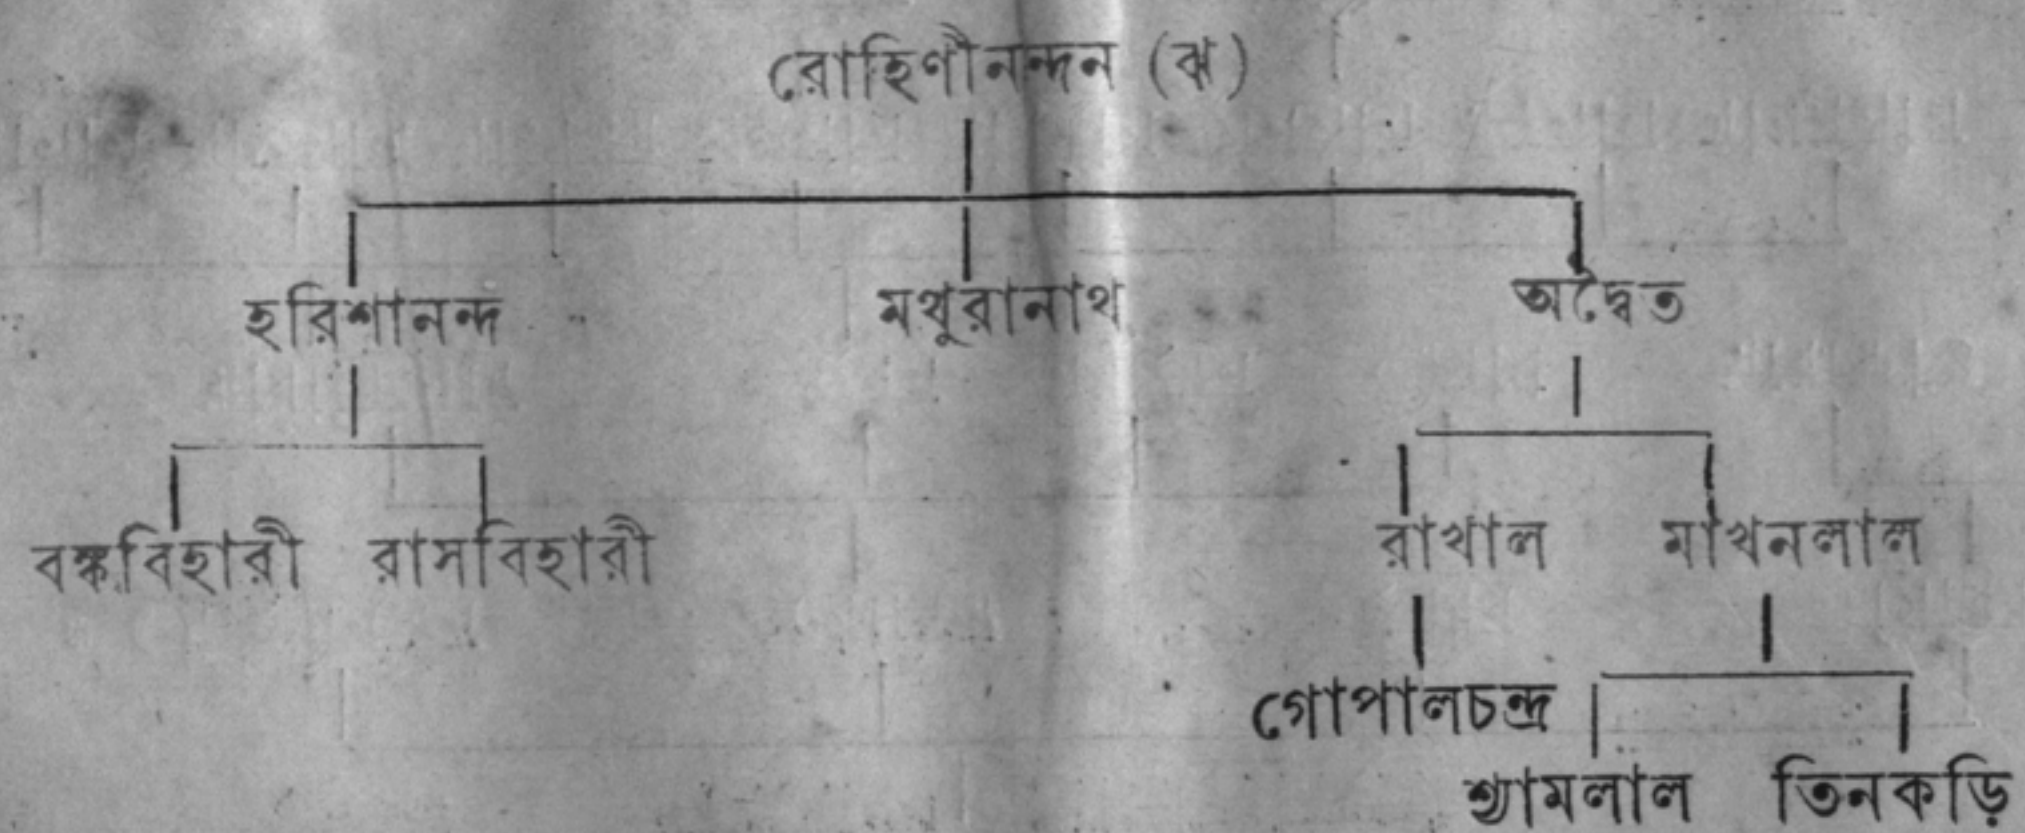 রোহিণীনন্দন (ঝ)
হরিশানন্দ মথুরানাথ অদ্বৈত
বঙ্কবিহারী রাসবিহারী রাখাল মাখনলাল
গোপালচন্দ্র
শ্যামলাল তিনকড়ি